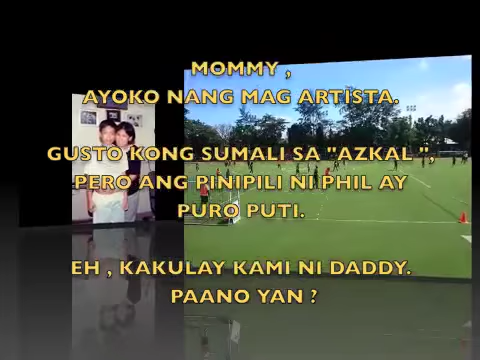 MOMMY ,
AYOKO NANG MAG ARTISTA.
GUSTO KONG SUMALI SA "AZKAL ",
PERO ANG PINIPILI NI PHIL AY
PURO PUTI.
EH , KAKULAY KAMI NI DADDY.
PAANO YAN ?